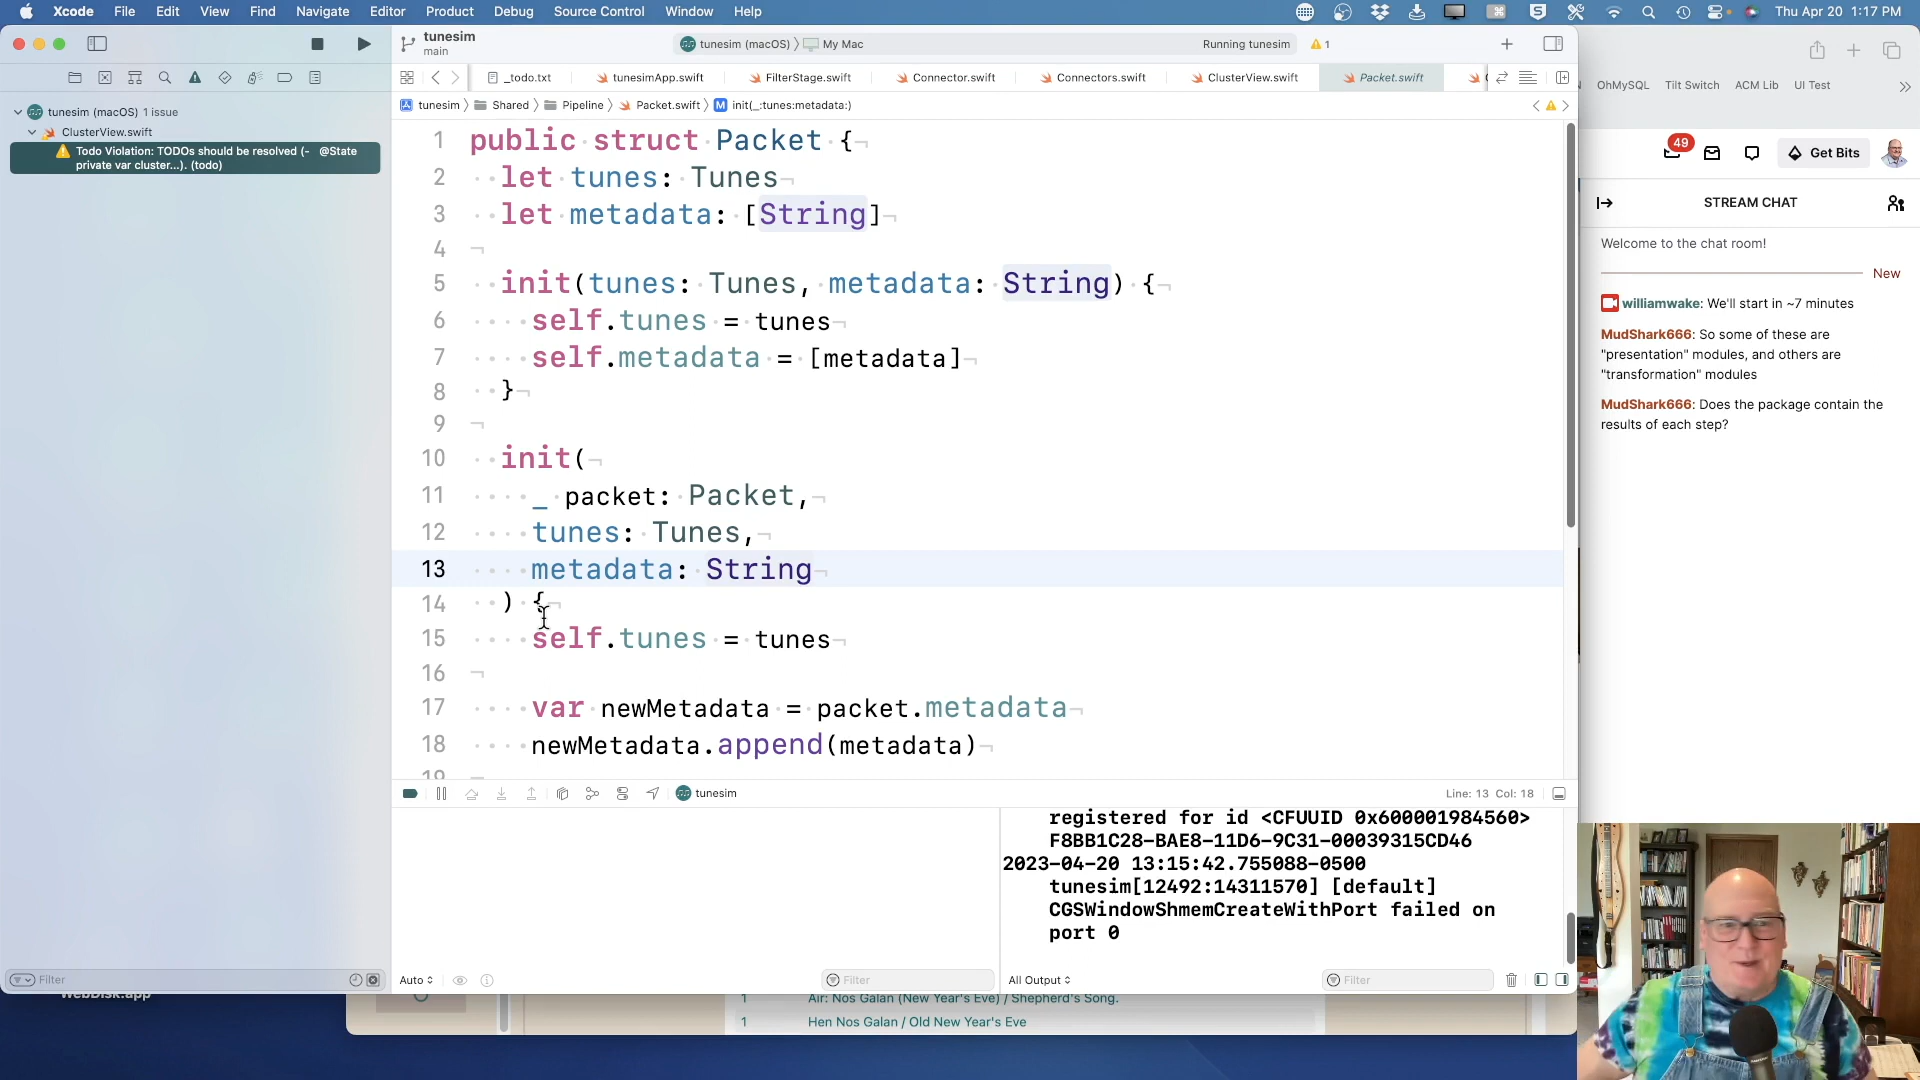 Xcode File Edit View Find Navigate Editor Product Debug Source Control Window Help
Thu Apr 20 1:17 PM
tunesim
main
tunesim (macOS) My Mac
Running tunesim
1
_todo.txt tunesimApp.swift FilterStage.swift Connector.swift Connectors.swift ClusterView.swift Packet.swift
tunesim Shared Pipeline Packet.swift M init(_:tunes:metadata:)
tunesim (macOS) 1 issue
ClusterView.swift
Todo Violation: TODOs should be resolved (- @State
private var cluster...). (todo)
1 public struct Packet {
2 let tunes: Tunes
3 let metadata: [String]
4
5 init(tunes: Tunes, metadata: String) {
6 self.tunes = tunes
7 self.metadata = [metadata]
8 }
9
10 init(
11 _ packet: Packet,
12 tunes: Tunes,
13 metadata: String
14 ) {
15 self.tunes = tunes
16
17 var newMetadata = packet.metadata
18 newMetadata.append(metadata)
19
tunesim
Line: 13 Col: 18
registered for id <CFUUID 0x600001984560>
F8BB1C28-BAE8-11D6-9C31-00039315CD46
2023-04-20 13:15:42.755088-0500
tunesim[12492:14311570] [default]
CGSWindowShmemCreateWithPort failed on
port 0
Filter
Auto
Filter
All Output
Filter
WebDisk.app
1 Air: Nos Galan (New Year's Eve) / Shepherd's Song.
1 Hen Nos Galan / Old New Year's Eve
OhMySQL Tilt Switch ACM Lib UI Test
49
Get Bits
STREAM CHAT
Welcome to the chat room!
New
williamwake: We'll start in ~7 minutes
MudShark666: So some of these are
"presentation" modules, and others are
"transformation" modules
MudShark666: Does the package contain the
results of each step?